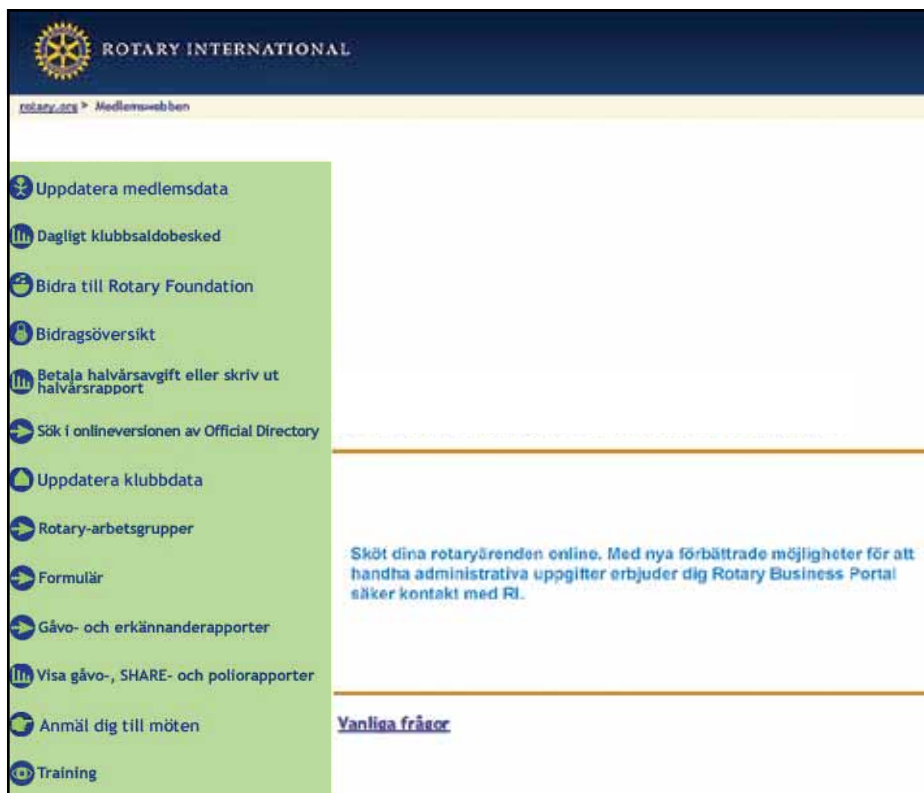 ROTARY INTERNATIONAL
rotary.org > Medlemswebben
Uppdatera medlemsdata
Dagligt klubbsaldobesked
Bidra till Rotary Foundation
Bidragsöversikt
Betala halvårsavgift eller skriv ut
halvårsrapport
Sök i onlineversionen av Official Directory
Uppdatera klubbdata
Rotary-arbetsgrupper
Formulär
Gåvo- och erkännanderapporter
Visa gåvo-, SHARE- och poliorapporter
Anmäl dig till möten
Training
Sköt dina rotaryärenden online. Med nya förbättrade möjligheter för att
handha administrativa uppgifter erbjuder dig Rotary Business Portal
säker kontakt med RI.
Vanliga frågor